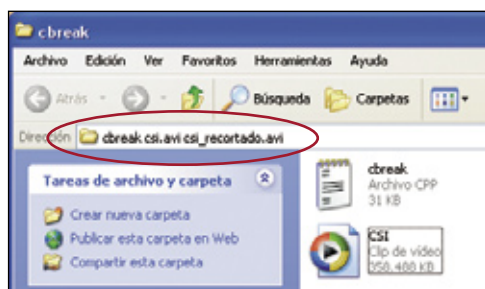 cbreak
Archivo Edición Ver Favoritos Herramientas Ayuda
Atrás Búsqueda Carpetas
Dirección cbreak csi.avi csi_recortado.avi
Tareas de archivo y carpeta
Crear nueva carpeta
Publicar esta carpeta en Web
Compartir esta carpeta
cbreak
Archivo CPP
31 KB
CSI
Clip de vídeo
358.488 KB